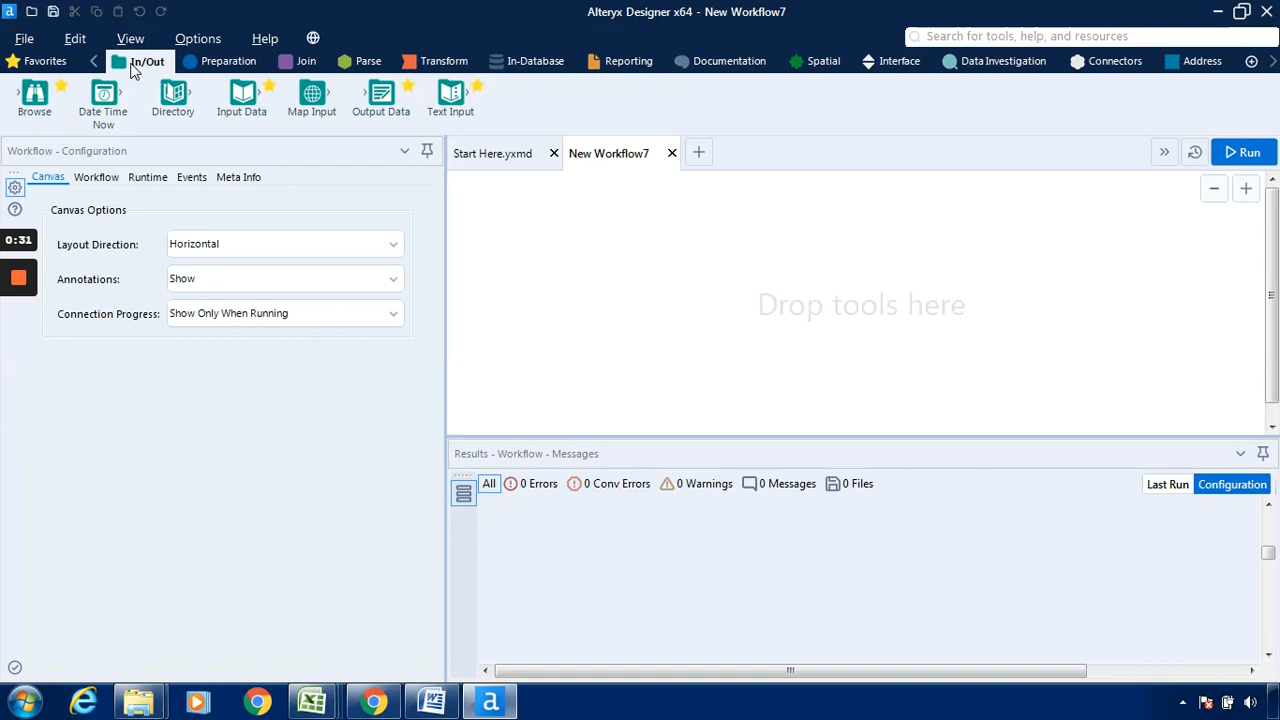 a
Alteryx Designer x64 - New Workflow7
File Edit View Options Help
Search for tools, help, and resources
Favorites In/Out Preparation Join Parse Transform In-Database Reporting Documentation Spatial Interface Data Investigation Connectors Address
Browse Date Time Now Directory Input Data Map Input Output Data Text Input
Workflow - Configuration
Start Here.yxmd New Workflow7 Run
Canvas Workflow Runtime Events Meta Info
Canvas Options
Layout Direction: Horizontal
0:31
Annotations: Show
Connection Progress: Show Only When Running
Drop tools here
Results - Workflow - Messages
All 0 Errors 0 Conv Errors 0 Warnings 0 Messages 0 Files Last Run Configuration
a